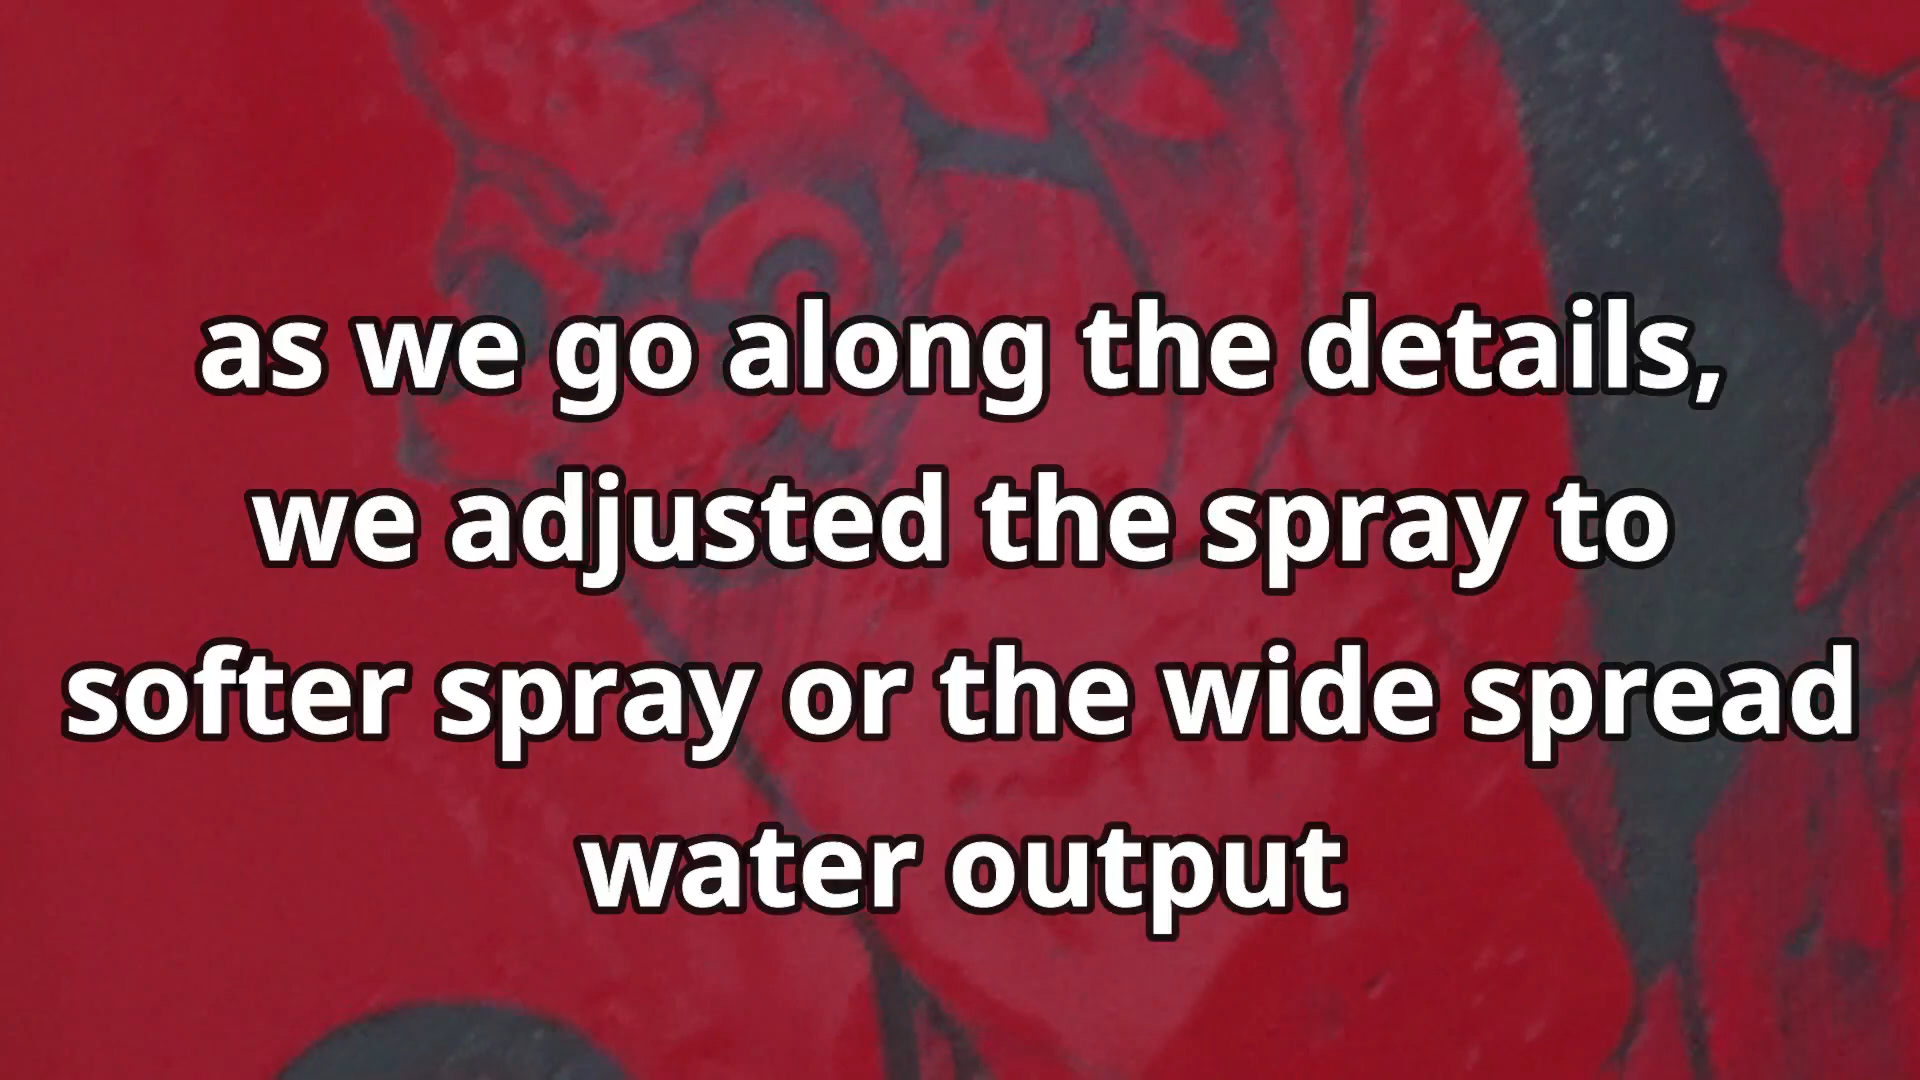 as we go along the details,
we adjusted the spray to
softer spray or the wide spread
water output